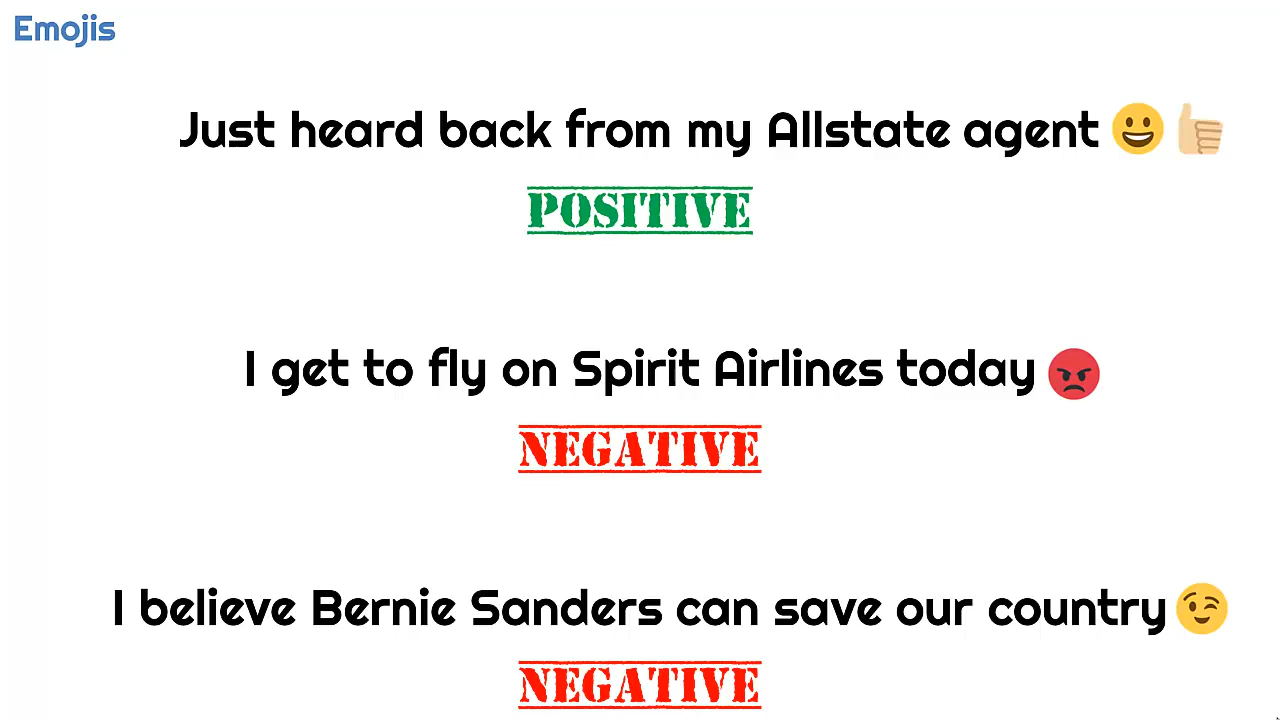 Emojis
Just heard back from my Allstate agent 😃 👍🏼
POSITIVE
I get to fly on Spirit Airlines today 😡
NEGATIVE
I believe Bernie Sanders can save our country 😉
NEGATIVE